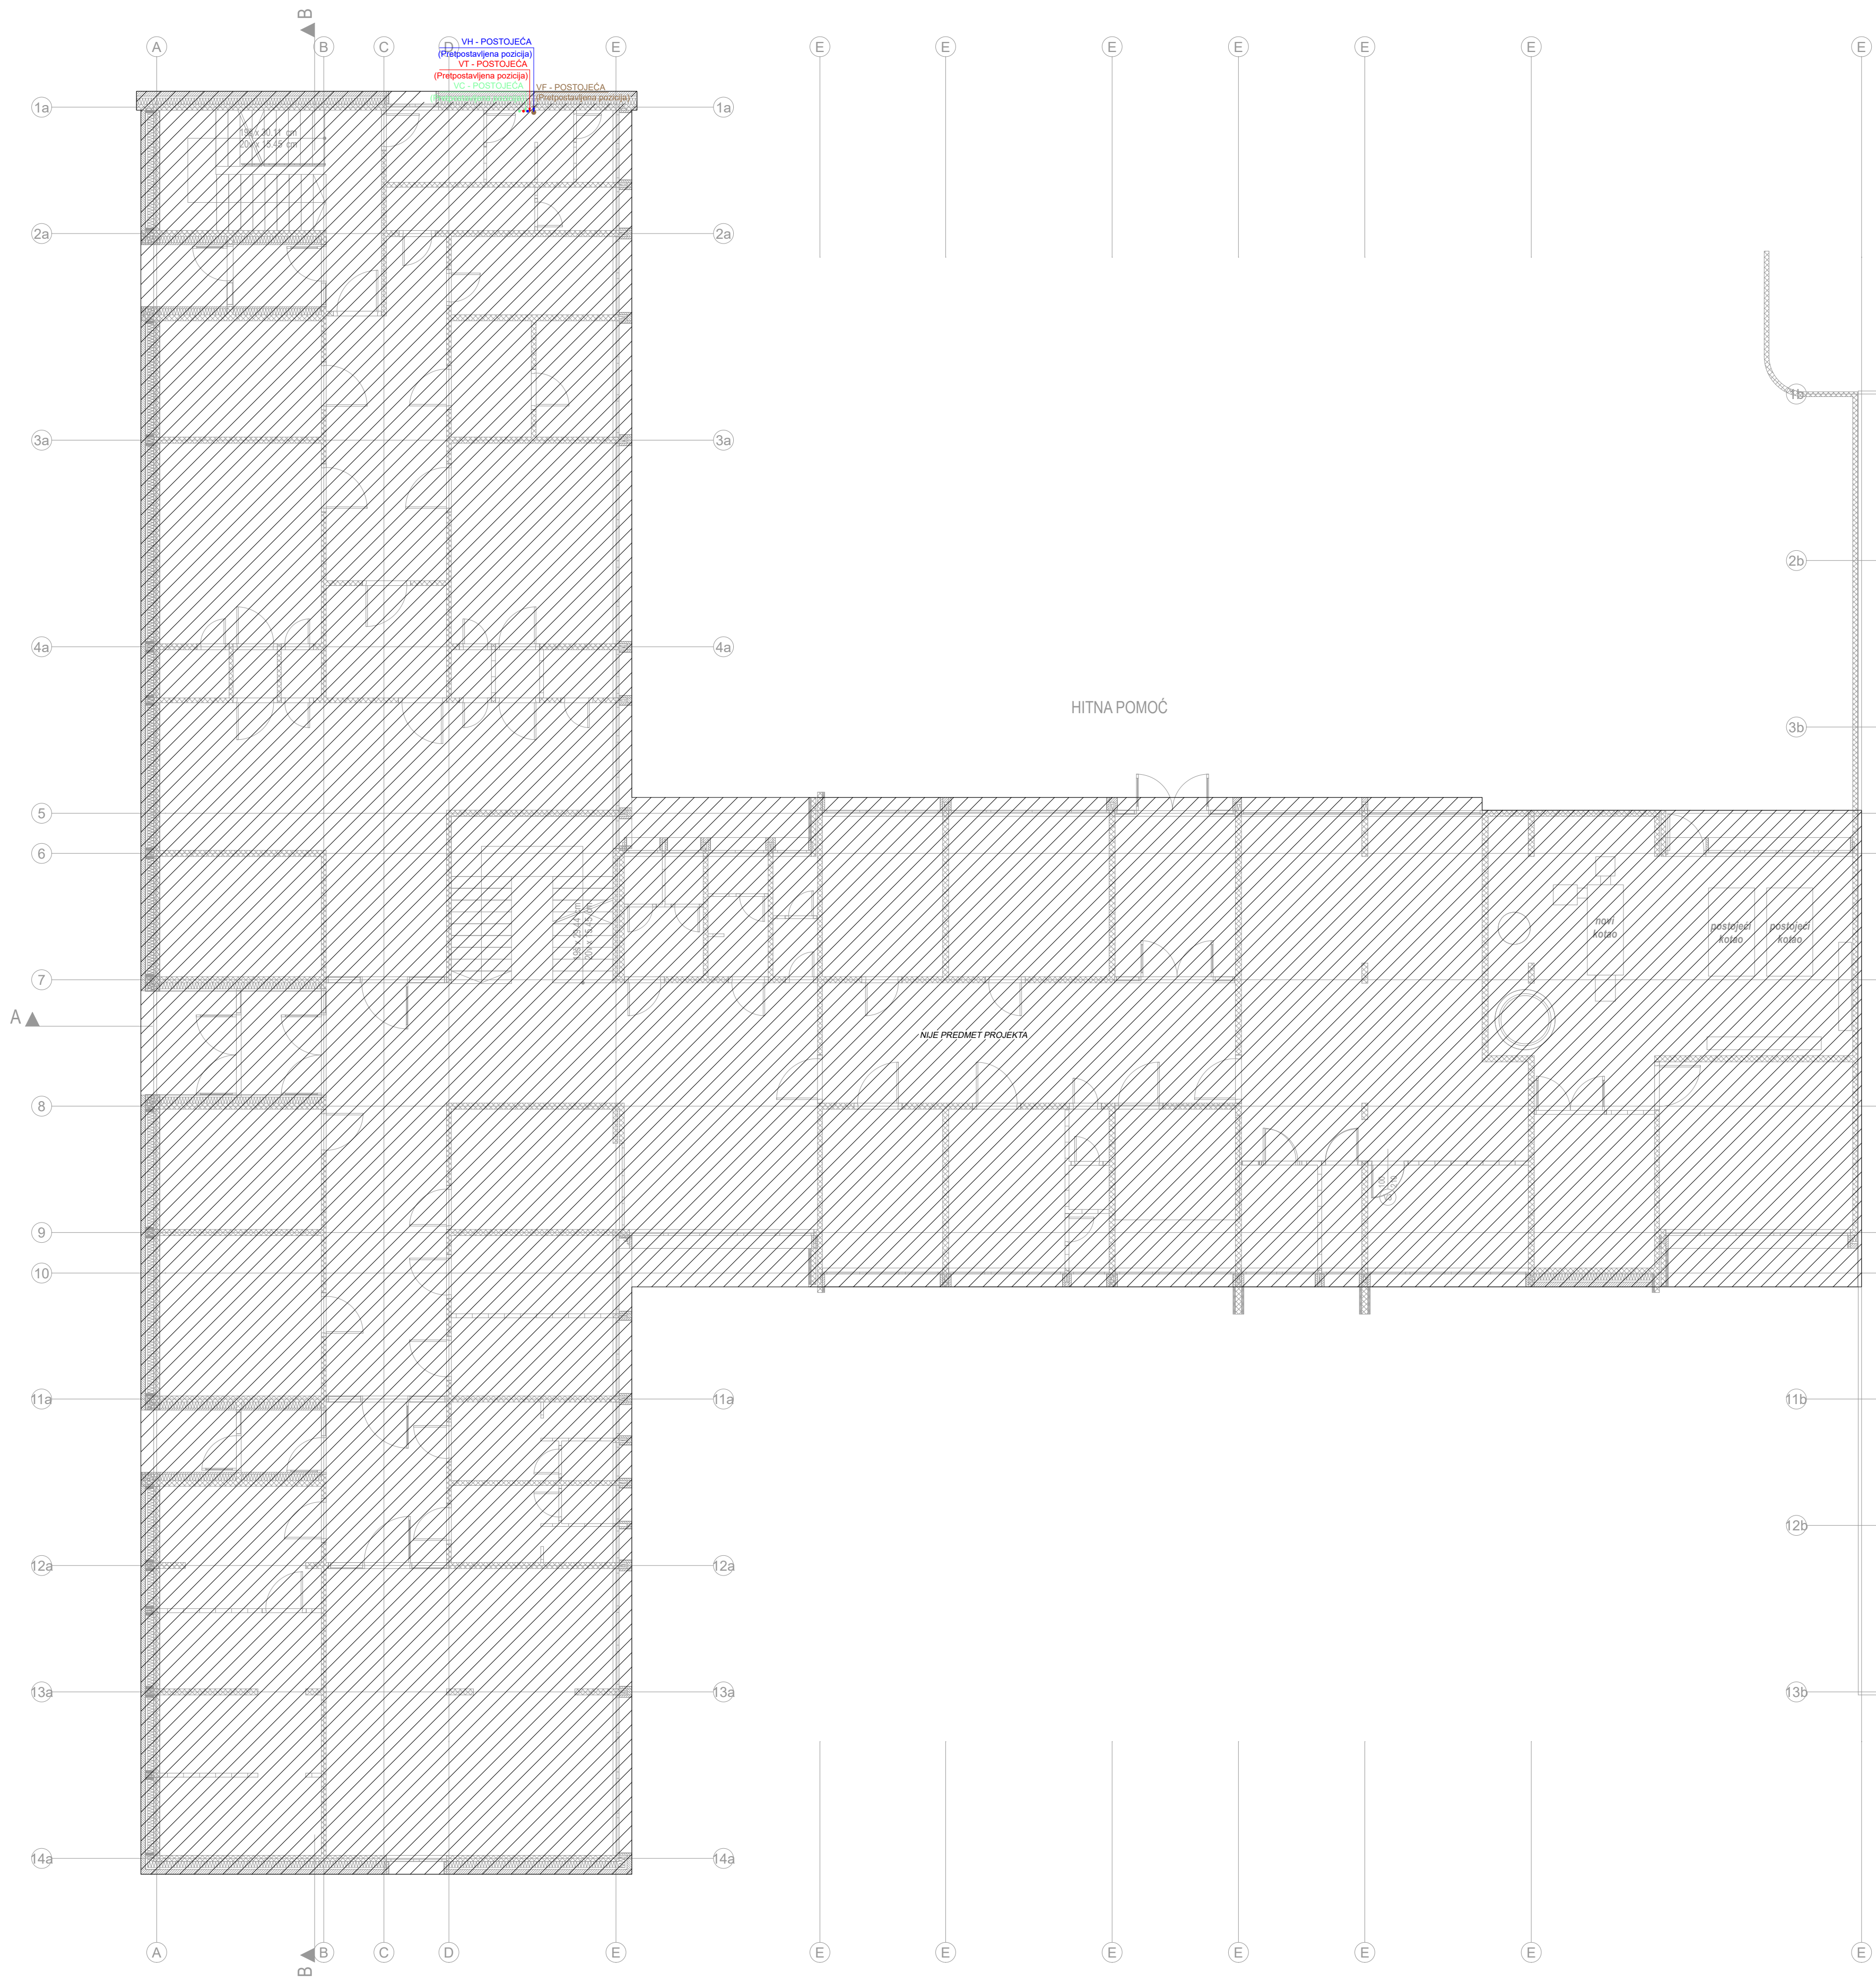 B
A B C D E E E E E E E E
VH - POSTOJEĆA
(Pretpostavljena pozicija)
VT - POSTOJEĆA
(Pretpostavljena pozicija)
VC - POSTOJEĆA
VF - POSTOJEĆA
(Pretpostavljena pozicija)
1a 1a
2a 2a
1b
3a 3a
2b
4a 4a
HITNA POMOĆ
3b
5
6
novi
kotao
postojeći
kotao
postojeći
kotao
7
A
NIJE PREDMET PROJEKTA
8
9
10
11a 11a 11b
12b
12a 12a
13a 13a 13b
14a 14a
A B C D E E E E E E E E
B